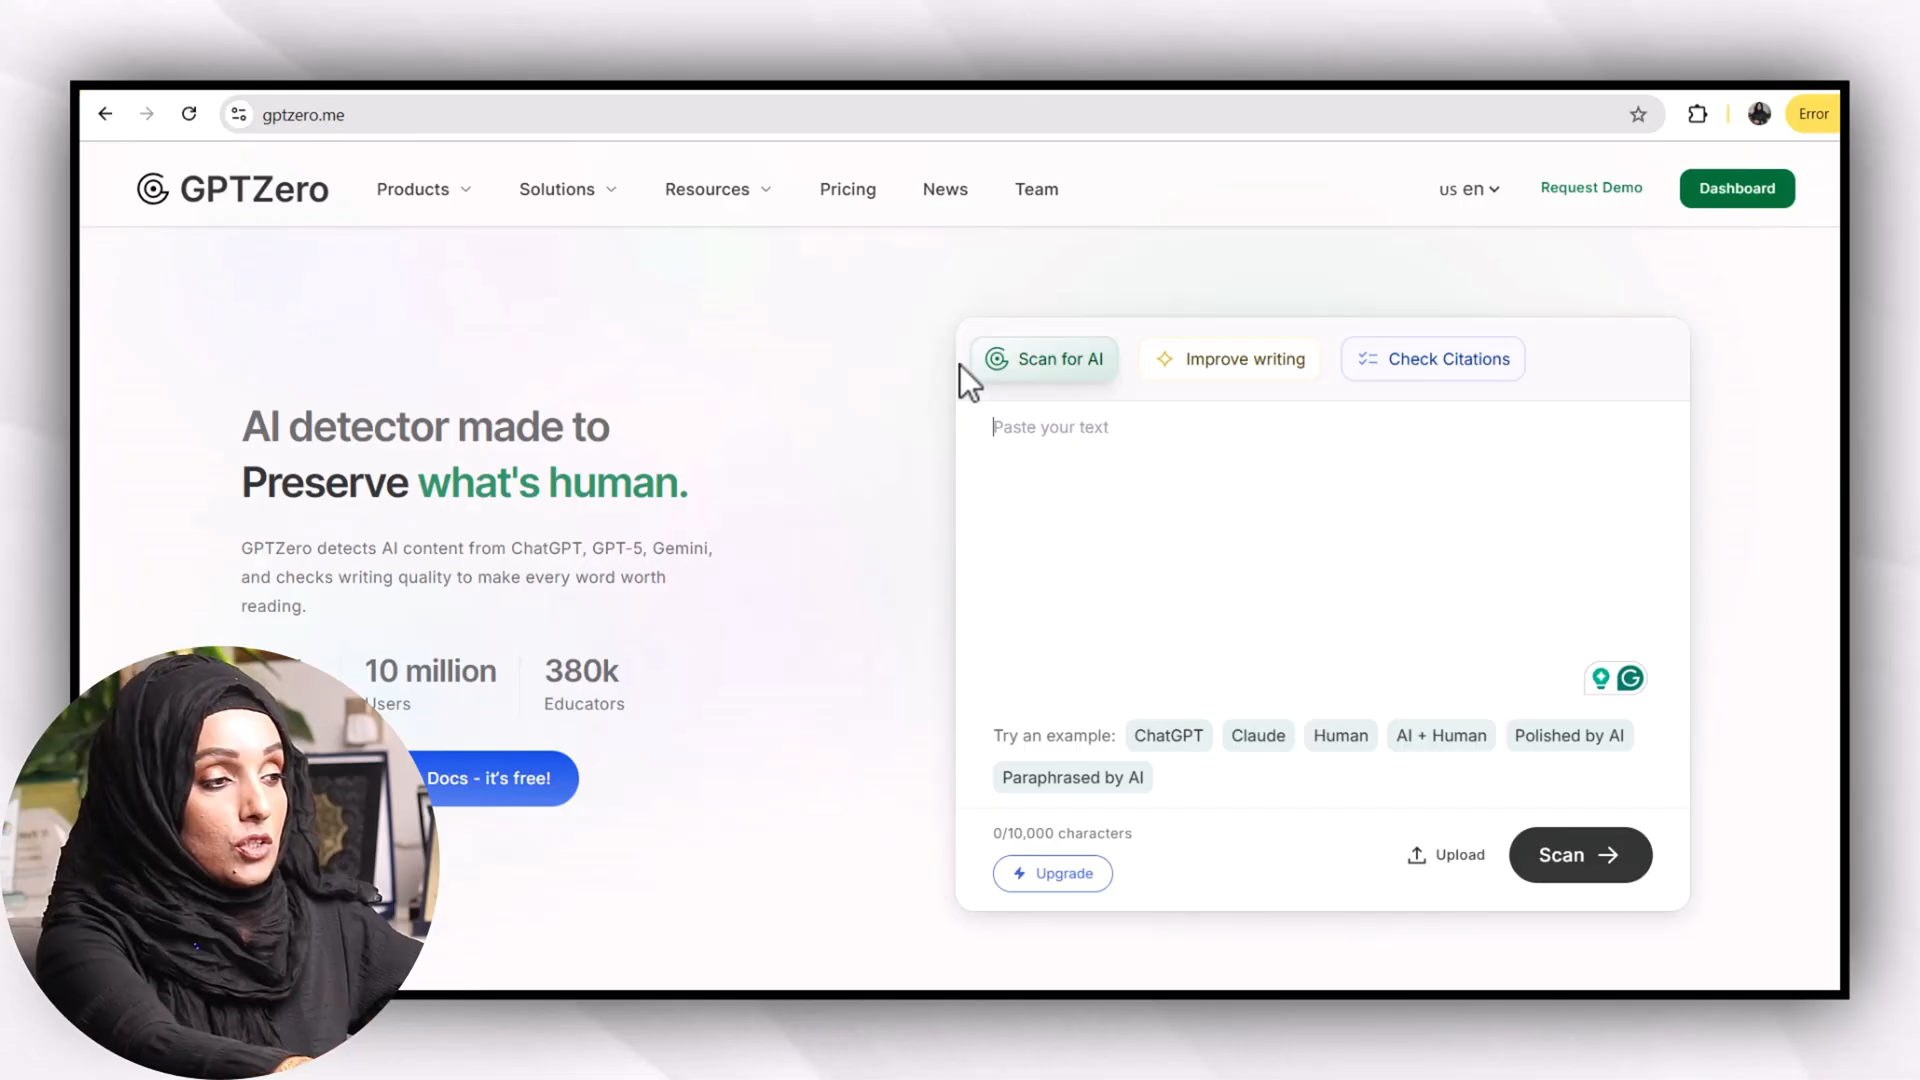 gptzero.me
Error
GPTZero
Products
Solutions
Resources
Pricing
News
Team
us en
Request Demo
Dashboard
AI detector made to
Preserve what's human.
GPTZero detects AI content from ChatGPT, GPT-5, Gemini,
and checks writing quality to make every word worth
reading.
10 million
Users
380k
Educators
Docs - it's free!
Scan for AI
Improve writing
Check Citations
Paste your text
Try an example: ChatGPT Claude Human AI + Human Polished by AI
Paraphrased by AI
0/10,000 characters
Upgrade
Upload
Scan